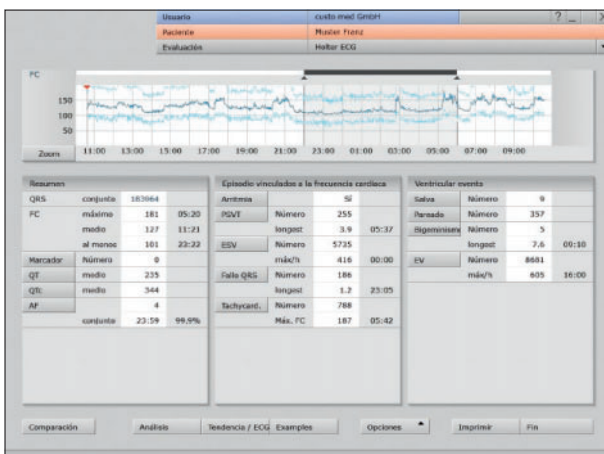 ? _ X
Usuario custo med GmbH
Paciente Muster Franz
Evaluación Holter ECG
FC
150
100
50
Zoom 11:00 13:00 15:00 17:00 19:00 21:00 23:00 01:00 03:00 05:00 07:00 09:00
Resumen
QRS conjunto 183964
FC máximo 181 05:20
medio 127 11:21
al menos 101 23:22
Marcador Número 0
QT medio 235
QTc medio 344
AF 4
conjunto 23:59 99.9%
Episodio vinculados a la frecuencia cardiaca
Arritmia Sí
PSVT Número 255
longest 3.9 05:37
ESV Número 5735
máx/h 416 00:00
Falla QRS Número 186
longest 1.2 23:05
Tachycard. Número 788
Máx. FC 187 05:42
Ventricular events
Salva Número 9
Pareado Número 357
Bigeminismo Número 5
longest 7.6 00:10
EV Número 8681
máx/h 605 16:00
Comparación Análisis Tendencia / ECG Examples Opciones Imprimir Fin